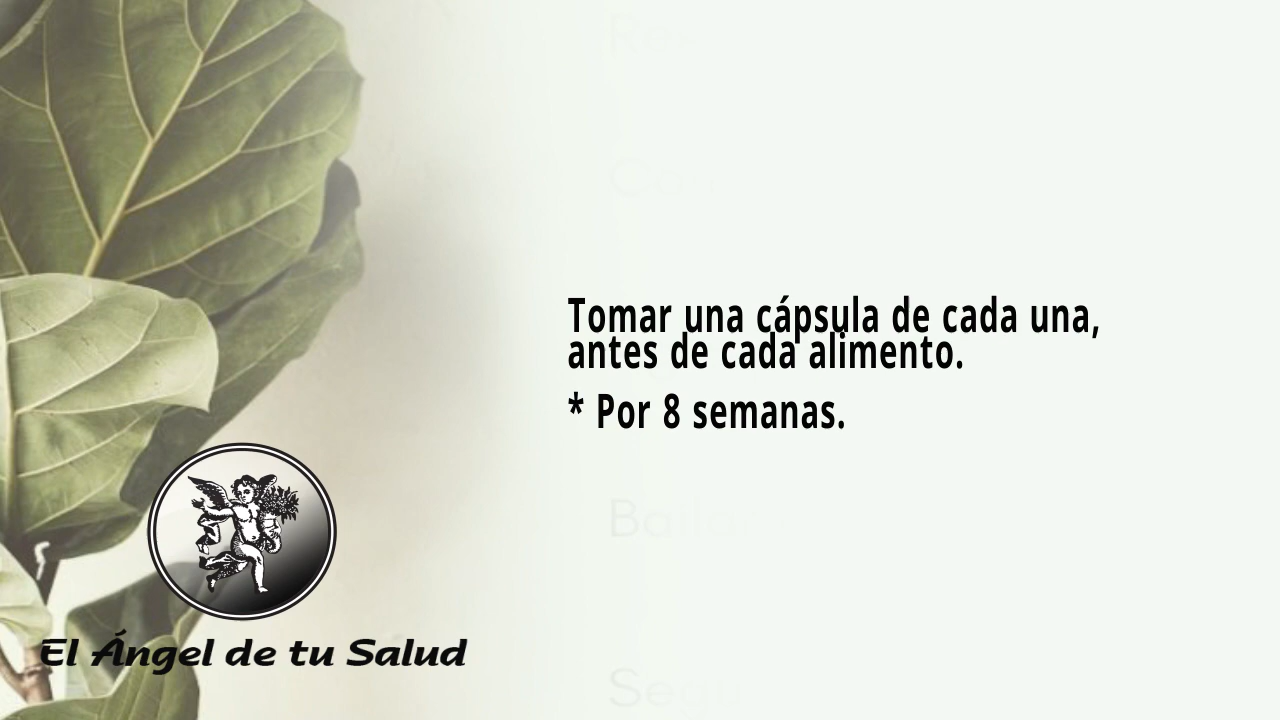 Tomar una cápsula de cada una,
antes de cada alimento.
* Por 8 semanas.
El Ángel de tu Salud